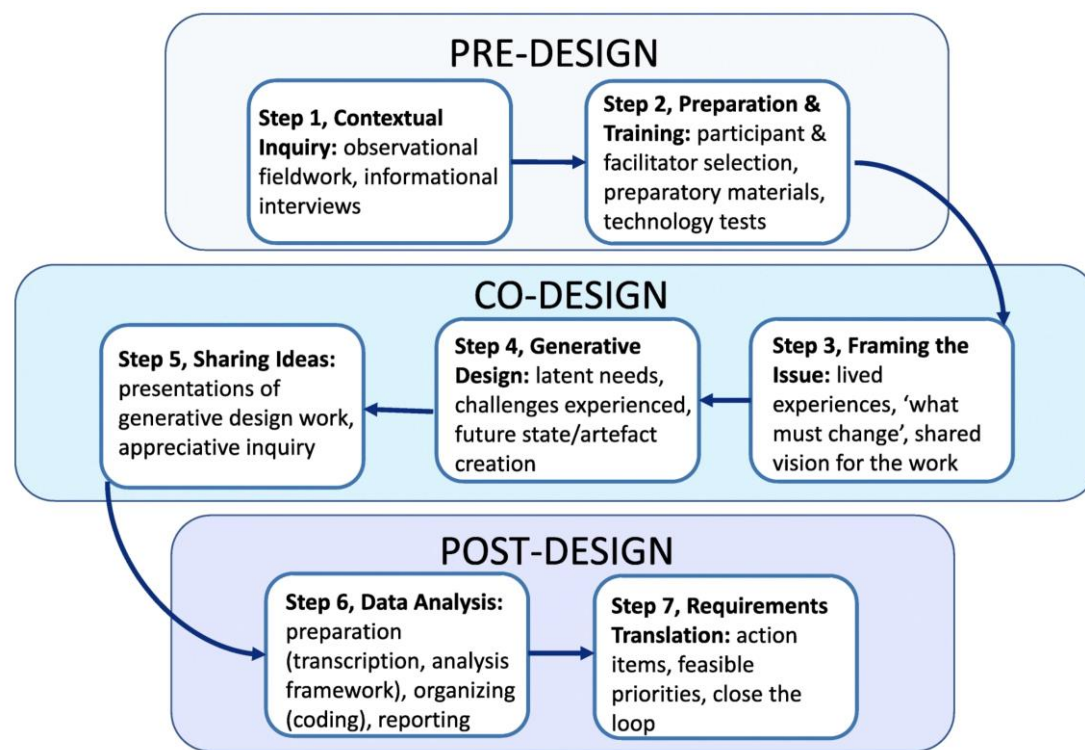 PRE-DESIGN
Step 1, Contextual
Inquiry: observational
fieldwork, informational
interviews
Step 2, Preparation &
Training: participant &
facilitator selection,
preparatory materials,
technology tests
CO-DESIGN
Step 3, Framing the
Issue: lived
experiences, ‘what
must change’, shared
vision for the work
Step 4, Generative
Design: latent needs,
challenges experienced,
future state/artefact
creation
Step 5, Sharing Ideas:
presentations of
generative design work,
appreciative inquiry
POST-DESIGN
Step 6, Data Analysis:
preparation
(transcription, analysis
framework), organizing
(coding), reporting
Step 7, Requirements
Translation: action
items, feasible
priorities, close the
loop